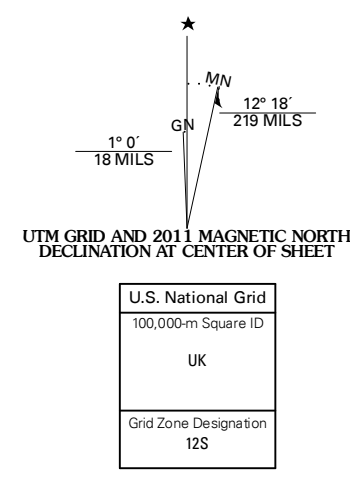 ★
MN
12° 18´
219 MILS
GN
1° 0´
18 MILS
UTM GRID AND 2011 MAGNETIC NORTH
DECLINATION AT CENTER OF SHEET
U.S. National Grid
100,000-m Square ID
UK
Grid Zone Designation
12S